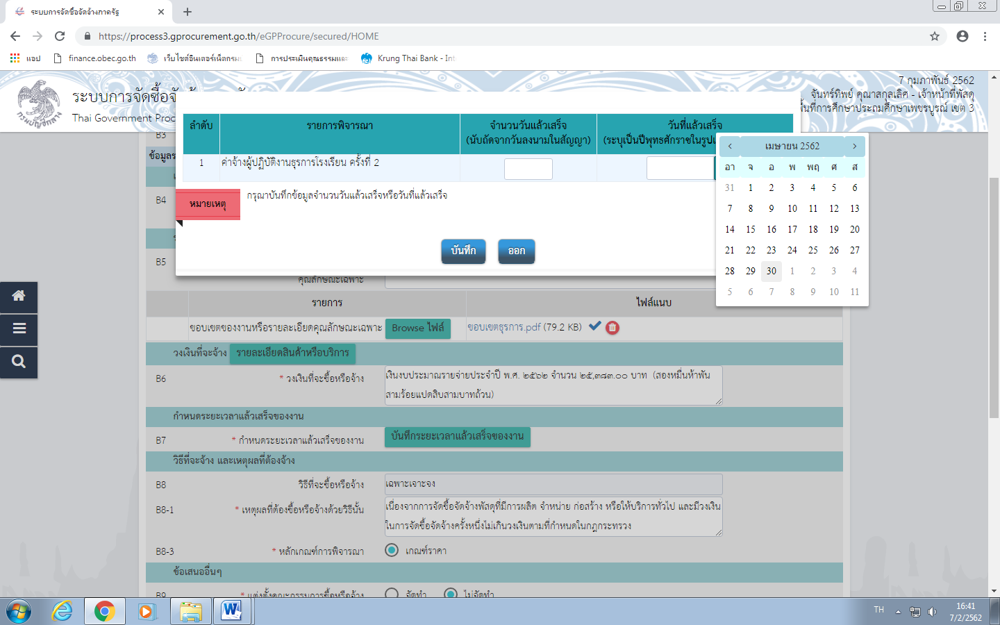 ระบบการจัดซื้อจัดจ้างภาครัฐ
https://process3.gprocurement.go.th/eGPProcure/secured/HOME
แอป
finance.obec.go.th
เว็บไซต์อินเตอร์เน็ตกรม
การประเมินคุณธรรมและ
Krung Thai Bank - Int
7 กุมภาพันธ์ 2562
ระบบการจัดซื้อจั
จันทร์ทิพย์ คุณาสกุลเลิศ - เจ้าหน้าที่พัสดุ
Thai Government Proc
พื้นที่การศึกษาประถมศึกษาเพชรบูรณ์ เขต 3
ลำดับ
รายการพิจารณา
จำนวนวันแล้วเสร็จ
(นับถัดจากวันลงนามในสัญญา)
วันที่แล้วเสร็จ
(ระบุเป็นปีพุทธศักราชในรูปแ
1
ค่าจ้างผู้ปฏิบัติงานธุรการโรงเรียน ครั้งที่ 2
หมายเหตุ
กรุณาบันทึกข้อมูลจำนวนวันแล้วเสร็จหรือวันที่แล้วเสร็จ
บันทึก
ออก
< เมษายน 2562 >
อา จ อ พ พฤ ศ ส
31 1 2 3 4 5 6
7 8 9 10 11 12 13
14 15 16 17 18 19 20
21 22 23 24 25 26 27
28 29 30 1 2 3 4
5 6 7 8 9 10 11
B3
ข้อมูลร
B4
B5
คุณลักษณะเฉพาะ
รายการ
ไฟล์แนบ
ขอบเขตของงานหรือรายละเอียดคุณลักษณะเฉพาะ
Browse ไฟล์
ขอบเขตธุรการ.pdf (79.2 KB)
วงเงินที่จะจ้าง
รายละเอียดสินค้าหรือบริการ
B6
* วงเงินที่จะซื้อหรือจ้าง
เงินงบประมาณรายจ่ายประจำปี พ.ศ. ๒๕๖๒ จำนวน ๒๕,๓๘๓.๐๐ บาท (สองหมื่นห้าพัน
สามร้อยแปดสิบสามบาทถ้วน)
กำหนดระยะเวลาแล้วเสร็จของงาน
B7
* กำหนดระยะเวลาแล้วเสร็จของงาน
บันทึกระยะเวลาแล้วเสร็จของงาน
วิธีที่จะจ้าง และเหตุผลที่ต้องจ้าง
B8
วิธีที่จะซื้อหรือจ้าง
เฉพาะเจาะจง
B8-1
* เหตุผลที่ต้องซื้อหรือจ้างด้วยวิธีนั้น
เนื่องจากการจัดซื้อจัดจ้างพัสดุที่มีการผลิต จำหน่าย ก่อสร้าง หรือให้บริการทั่วไป และมีวงเงิน
ในการจัดซื้อจัดจ้างครั้งหนึ่งไม่เกินวงเงินตามที่กำหนดในกฎกระทรวง
B8-3
* หลักเกณฑ์การพิจารณา
เกณฑ์ราคา
ข้อเสนออื่นๆ
B9
* แต่งตั้งคณะกรรมการซื้อหรือจ้าง
จัดทำ
ไม่จัดทำ
TH
16:41
7/2/2562